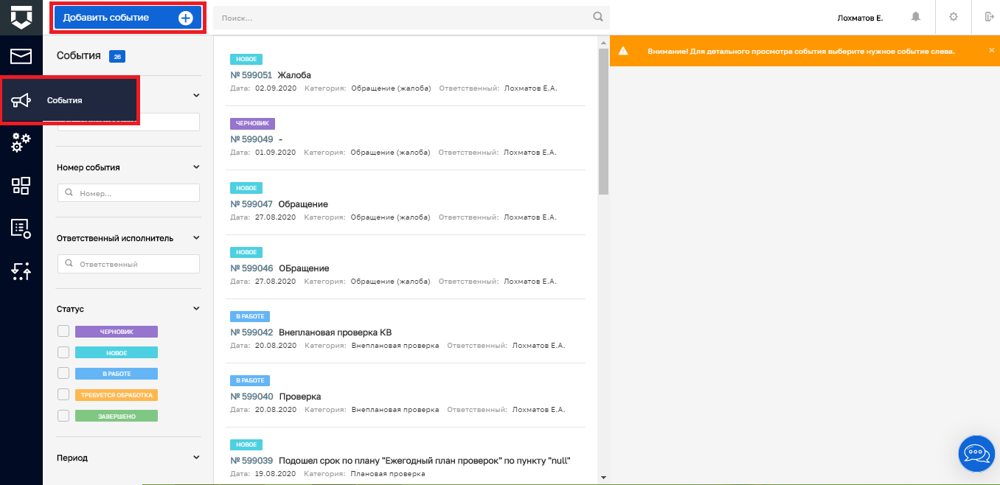 Добавить событие
Поиск...
Лохматов Е.
События 26
События
Номер события
Номер...
Ответственный исполнитель
Ответственный
Статус
ЧЕРНОВИК
НОВОЕ
В РАБОТЕ
ТРЕБУЕТСЯ ОБРАБОТКА
ЗАВЕРШЕНО
Период
НОВОЕ
№ 599051 Жалоба
Дата: 02.09.2020 Категория: Обращение (жалоба) Ответственный: Лохматов Е.А.
ЧЕРНОВИК
№ 599049 -
Дата: 01.09.2020 Категория: Обращение (жалоба) Ответственный: Лохматов Е.А.
НОВОЕ
№ 599047 Обращение
Дата: 27.08.2020 Категория: Обращение (жалоба) Ответственный: Лохматов Е.А.
НОВОЕ
№ 599046 ОБращение
Дата: 27.08.2020 Категория: Обращение (жалоба) Ответственный: Лохматов Е.А.
В РАБОТЕ
№ 599042 Внеплановая проверка КВ
Дата: 20.08.2020 Категория: Внеплановая проверка Ответственный: Лохматов Е.А.
В РАБОТЕ
№ 599040 Проверка
Дата: 20.08.2020 Категория: Внеплановая проверка Ответственный: Лохматов Е.А.
НОВОЕ
№ 599039 Подошел срок по плану "Ежегодный план проверок" по пункту "null"
Дата: 19.08.2020 Категория: Плановая проверка
Внимание! Для детального просмотра события выберите нужное событие слева.